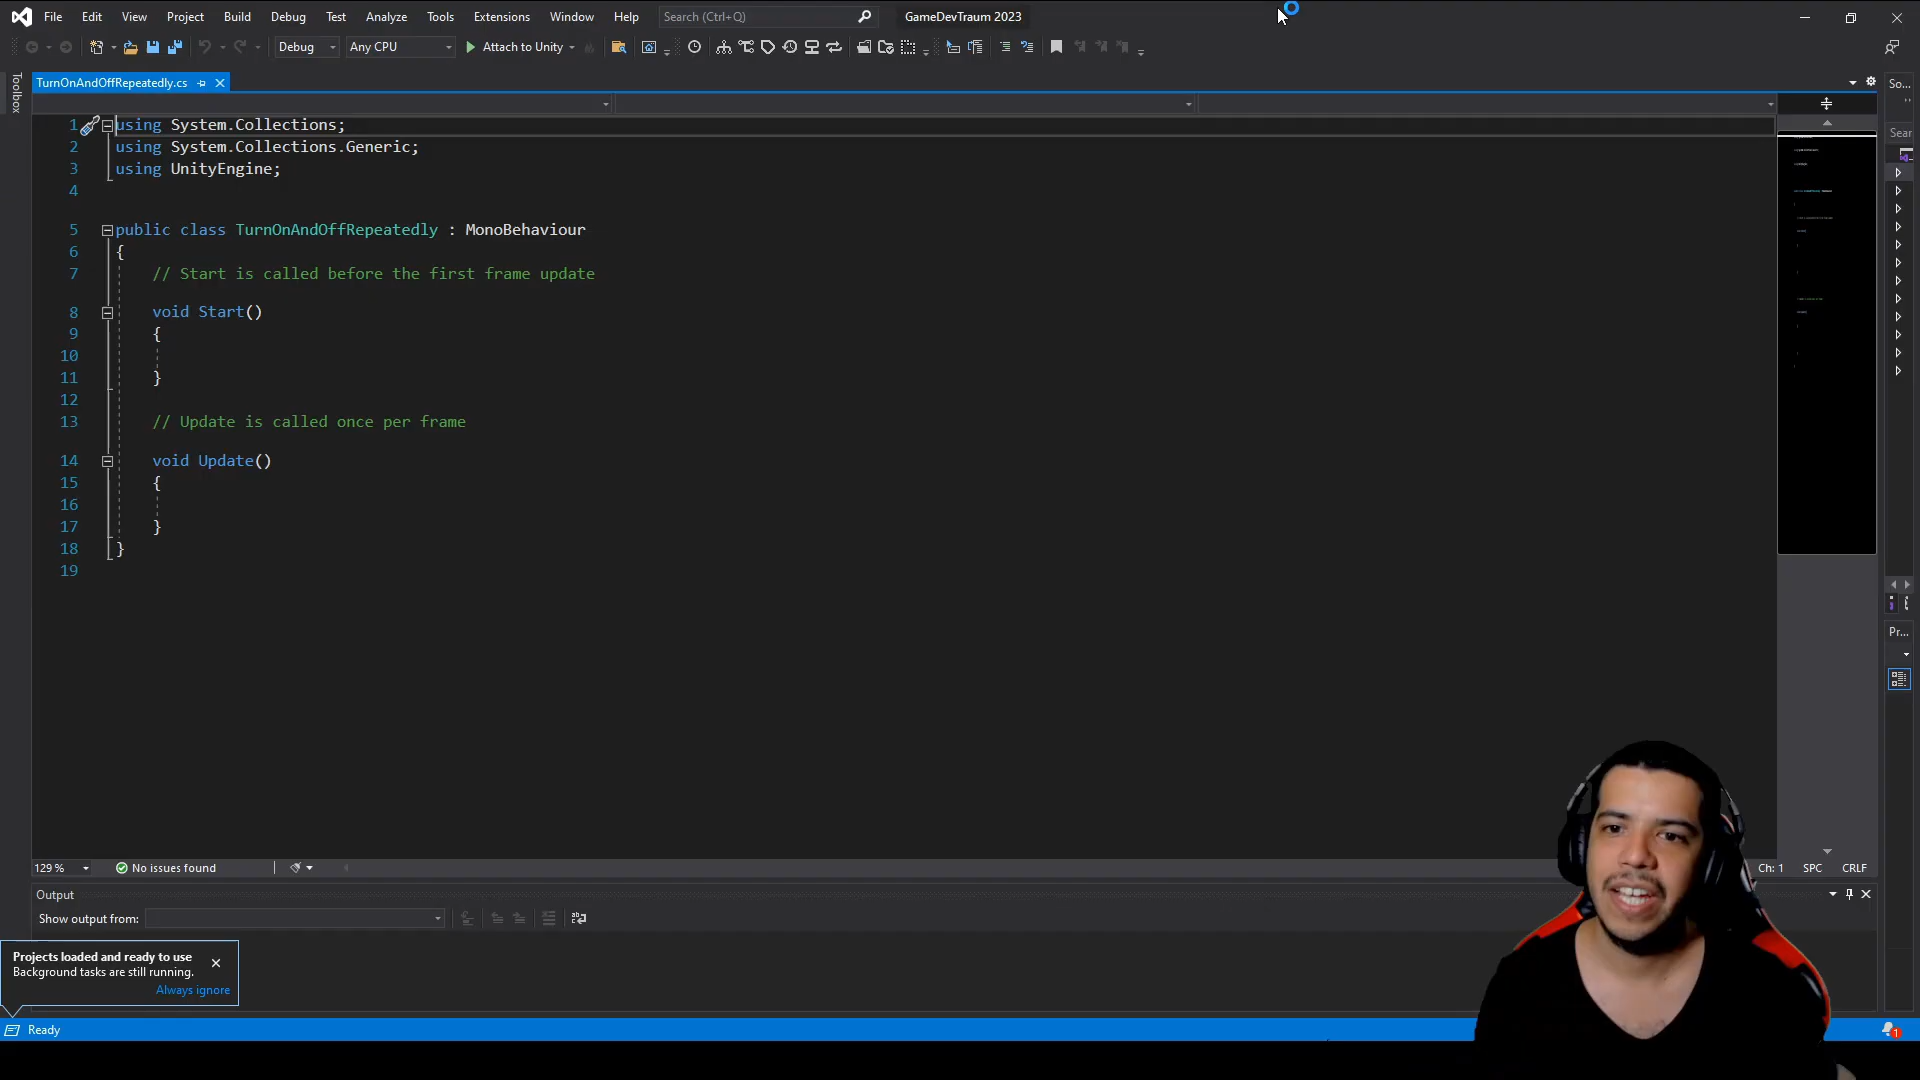 File Edit View Project Build Debug Test Analyze Tools Extensions Window Help Search (Ctrl+Q) GameDevTraum 2023
Debug Any CPU Attach to Unity
Toolbox
TurnOnAndOffRepeatedly.cs
So...
Sear
1 using System.Collections;
2 using System.Collections.Generic;
3 using UnityEngine;
4
5 public class TurnOnAndOffRepeatedly : MonoBehaviour
6 {
7 // Start is called before the first frame update
8 void Start()
9 {
10
11 }
12
13 // Update is called once per frame
14 void Update()
15 {
16
17 }
18 }
19
Pr...
129 % No issues found Ch: 1 SPC CRLF
Output
Show output from:
Projects loaded and ready to use
Background tasks are still running.
Always ignore
Ready 1